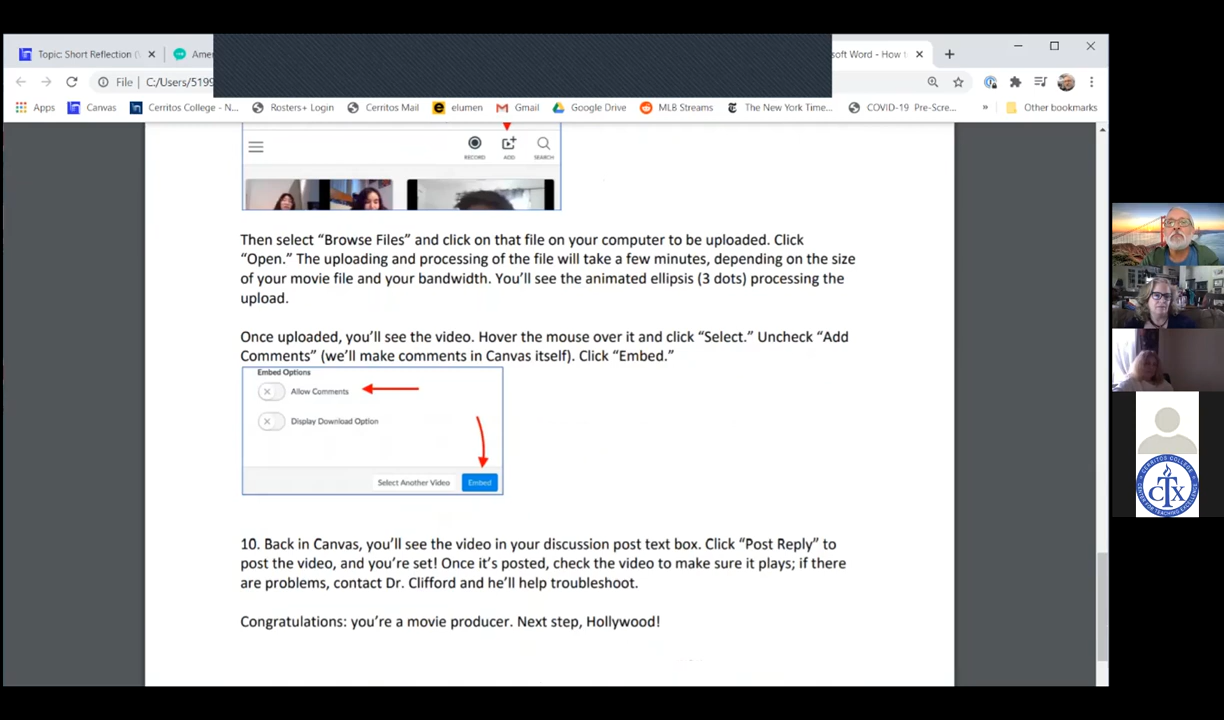 Topic: Short Reflection (
Amer
soft Word - How t
File
C:/Users/5199
Apps
Canvas
Cerritos College - N...
Rosters+ Login
Cerritos Mail
elumen
Gmail
Google Drive
MLB Streams
The New York Time...
COVID-19 Pre-Scre...
»
Other bookmarks
RECORD
ADD
SEARCH
Then select “Browse Files” and click on that file on your computer to be uploaded. Click
“Open.” The uploading and processing of the file will take a few minutes, depending on the size
of your movie file and your bandwidth. You’ll see the animated ellipsis (3 dots) processing the
upload.
Once uploaded, you’ll see the video. Hover the mouse over it and click “Select.” Uncheck “Add
Comments” (we’ll make comments in Canvas itself). Click “Embed.”
Embed Options
Allow Comments
Display Download Option
Select Another Video
Embed
10. Back in Canvas, you’ll see the video in your discussion post text box. Click “Post Reply” to
post the video, and you’re set! Once it’s posted, check the video to make sure it plays; if there
are problems, contact Dr. Clifford and he’ll help troubleshoot.
Congratulations: you’re a movie producer. Next step, Hollywood!
CERRITOS COLLEGE
CTX
CENTER FOR TEACHING EXCELLENCE